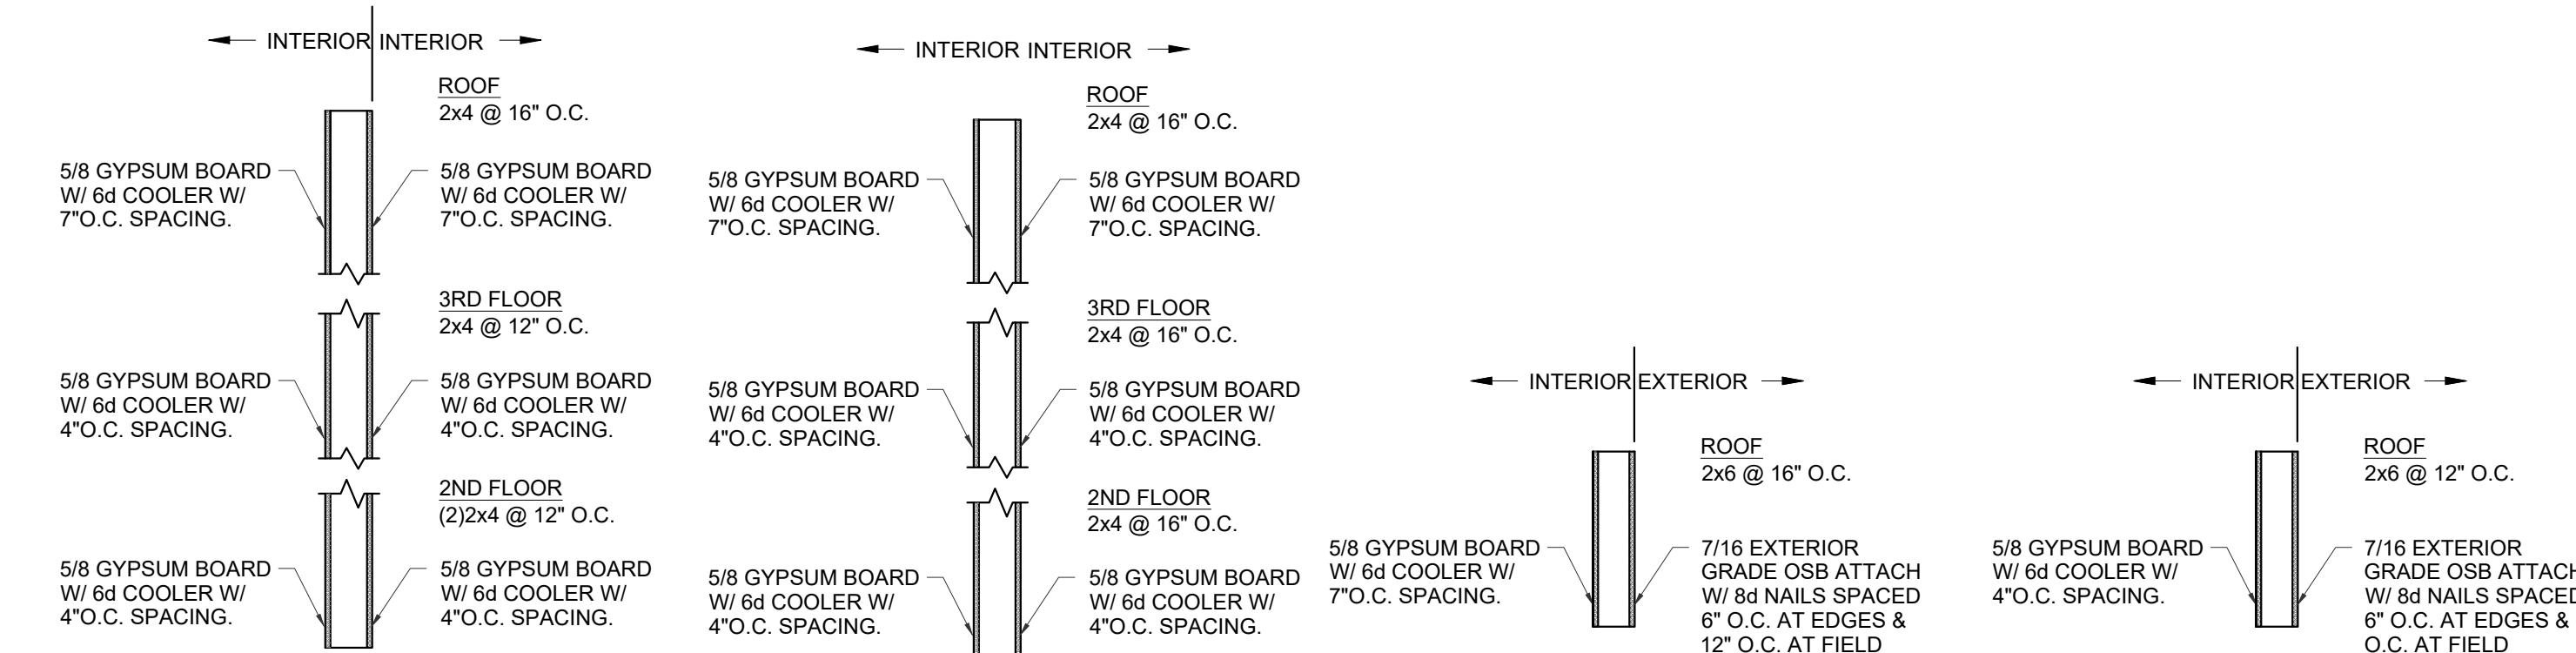 INTERIOR INTERIOR
ROOF
2x4 @ 16" O.C.
5/8 GYPSUM BOARD
W/ 6d COOLER W/
7"O.C. SPACING.
5/8 GYPSUM BOARD
W/ 6d COOLER W/
7"O.C. SPACING.
3RD FLOOR
2x4 @ 12" O.C.
5/8 GYPSUM BOARD
W/ 6d COOLER W/
4"O.C. SPACING.
5/8 GYPSUM BOARD
W/ 6d COOLER W/
4"O.C. SPACING.
2ND FLOOR
(2)2x4 @ 12" O.C.
5/8 GYPSUM BOARD
W/ 6d COOLER W/
4"O.C. SPACING.
5/8 GYPSUM BOARD
W/ 6d COOLER W/
4"O.C. SPACING.
INTERIOR INTERIOR
ROOF
2x4 @ 16" O.C.
5/8 GYPSUM BOARD
W/ 6d COOLER W/
7"O.C. SPACING.
5/8 GYPSUM BOARD
W/ 6d COOLER W/
7"O.C. SPACING.
3RD FLOOR
2x4 @ 16" O.C.
5/8 GYPSUM BOARD
W/ 6d COOLER W/
4"O.C. SPACING.
5/8 GYPSUM BOARD
W/ 6d COOLER W/
4"O.C. SPACING.
2ND FLOOR
2x4 @ 16" O.C.
5/8 GYPSUM BOARD
W/ 6d COOLER W/
4"O.C. SPACING.
5/8 GYPSUM BOARD
W/ 6d COOLER W/
4"O.C. SPACING.
INTERIOR EXTERIOR
ROOF
2x6 @ 16" O.C.
5/8 GYPSUM BOARD
W/ 6d COOLER W/
7"O.C. SPACING.
7/16 EXTERIOR
GRADE OSB ATTACH
W/ 8d NAILS SPACED
6" O.C. AT EDGES &
12" O.C. AT FIELD
INTERIOR EXTERIOR
ROOF
2x6 @ 12" O.C.
5/8 GYPSUM BOARD
W/ 6d COOLER W/
4"O.C. SPACING.
7/16 EXTERIOR
GRADE OSB ATTACH
W/ 8d NAILS SPACED
6" O.C. AT EDGES &
O.C. AT FIELD